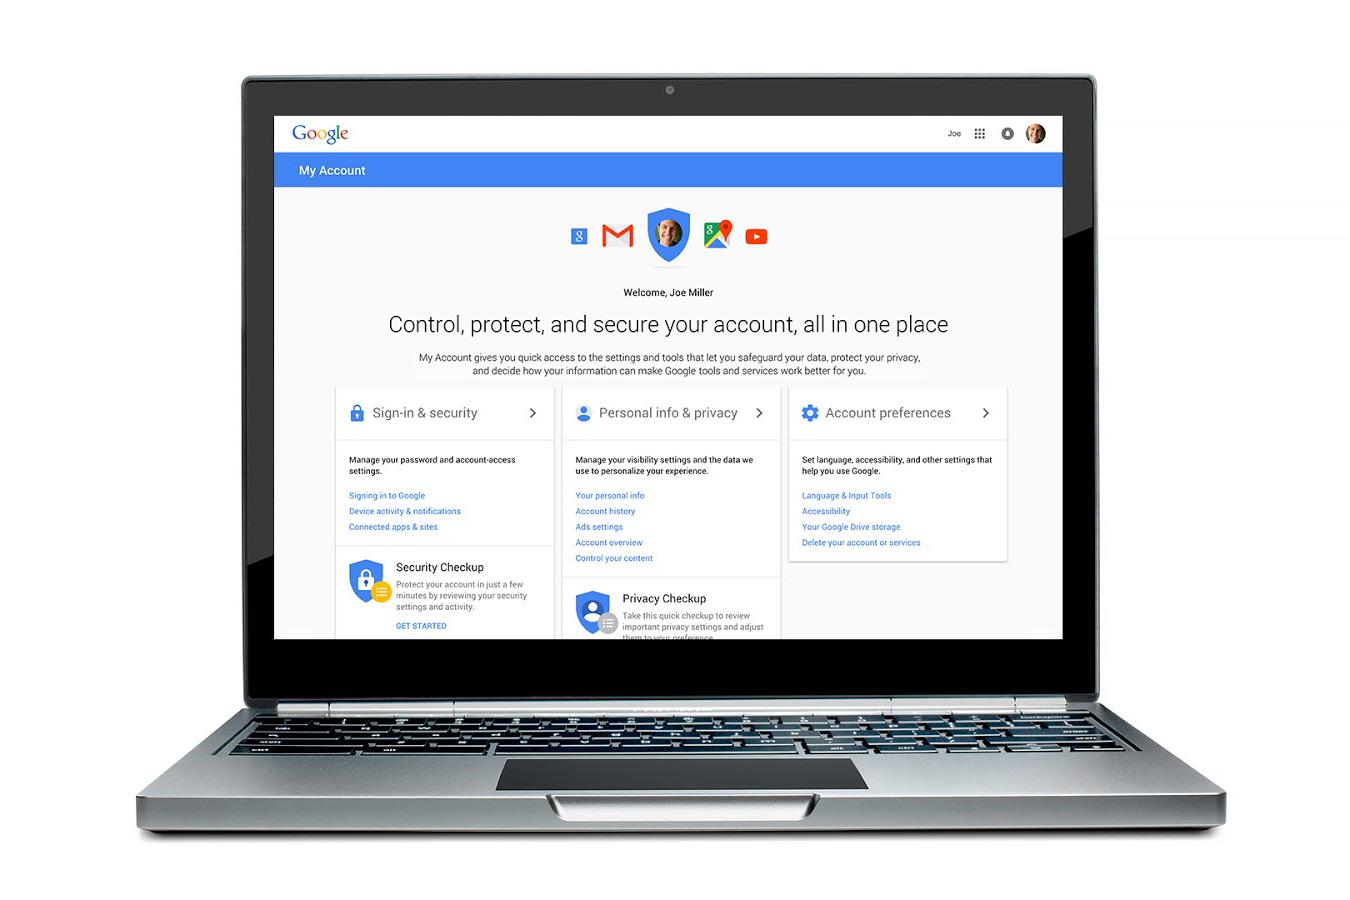 Google
Joe
My Account
Welcome, Joe Miller
Control, protect, and secure your account, all in one place
My Account gives you quick access to the settings and tools that let you safeguard your data, protect your privacy,
and decide how your information can make Google tools and services work better for you.
Sign-in & security
Manage your password and account-access
settings.
Signing in to Google
Device activity & notifications
Connected apps & sites
Security Checkup
Protect your account in just a few
minutes by reviewing your security
settings and activity.
GET STARTED
Personal info & privacy
Manage your visibility settings and the data we
use to personalize your experience.
Your personal info
Account history
Ads settings
Account overview
Control your content
Privacy Checkup
Take this quick checkup to review
important privacy settings and adjust
them to your preference.
Account preferences
Set language, accessibility, and other settings that
help you use Google.
Language & Input Tools
Accessibility
Your Google Drive storage
Delete your account or services
alt
alt
ctrl